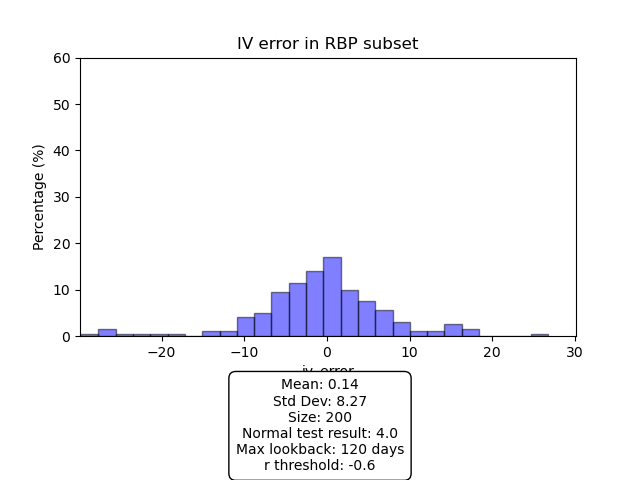 IV error in RBP subset
60
50
40
30
20
10
0
Percentage (%)
−20
−10
0
10
20
30
iv_error
Mean: 0.14
Std Dev: 8.27
Size: 200
Normal test result: 4.0
Max lookback: 120 days
r threshold: -0.6